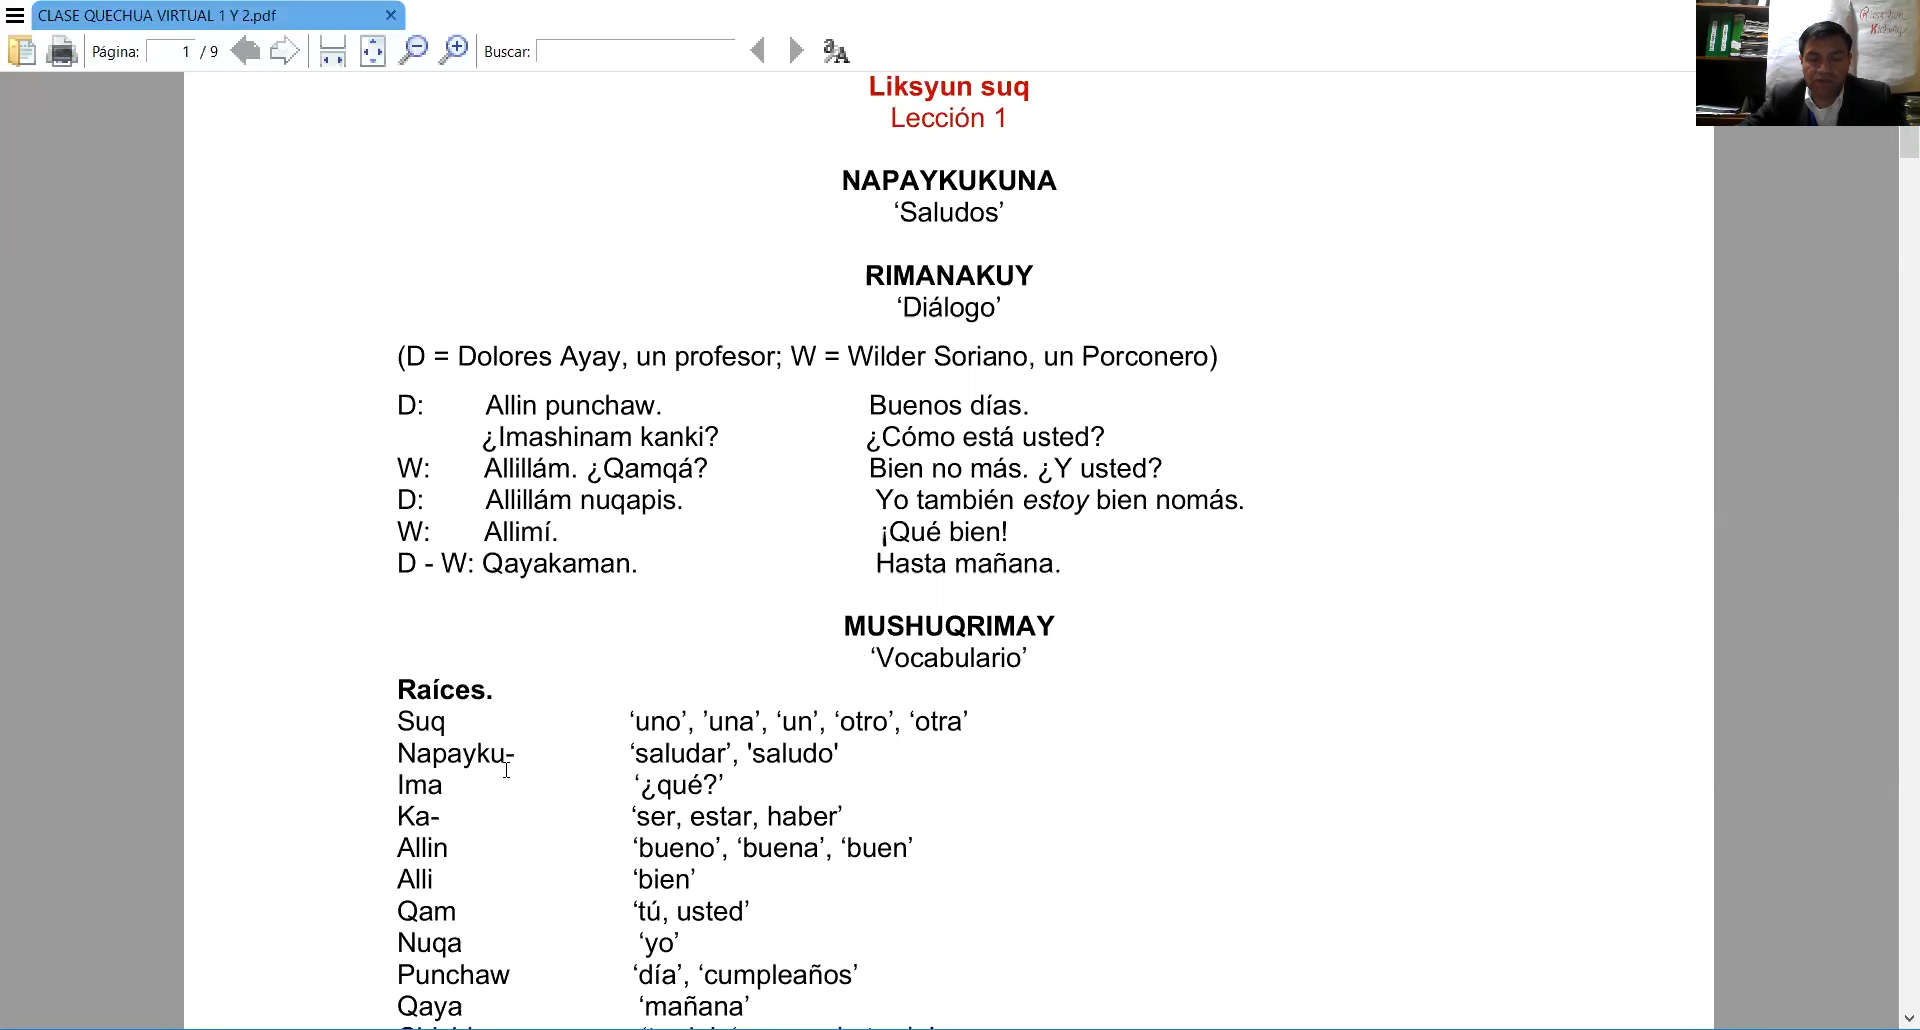 CLASE QUECHUA VIRTUAL 1 Y 2.pdf
Página: 1 / 9 Buscar:
Liksyun suq
Lección 1
NAPAYKUKUNA
‘Saludos’
RIMANAKUY
‘Diálogo’
(D = Dolores Ayay, un profesor; W = Wilder Soriano, un Porconero)
D: Allin punchaw. Buenos días.
¿Imashinam kanki? ¿Cómo está usted?
W: Allillám. ¿Qamqá? Bien no más. ¿Y usted?
D: Allillám nuqapis. Yo también estoy bien nomás.
W: Allimí. ¡Qué bien!
D - W: Qayakaman. Hasta mañana.
MUSHUQRIMAY
‘Vocabulario’
Raíces.
Suq ‘uno’, ’una’, ‘un’, ‘otro’, ‘otra’
Napayku- ‘saludar’, 'saludo'
Ima ‘¿qué?’
Ka- ‘ser, estar, haber’
Allin ‘bueno’, ‘buena’, ‘buen’
Alli ‘bien’
Qam ‘tú, usted’
Nuqa ‘yo’
Punchaw ‘día’, ‘cumpleaños’
Qaya ‘mañana’